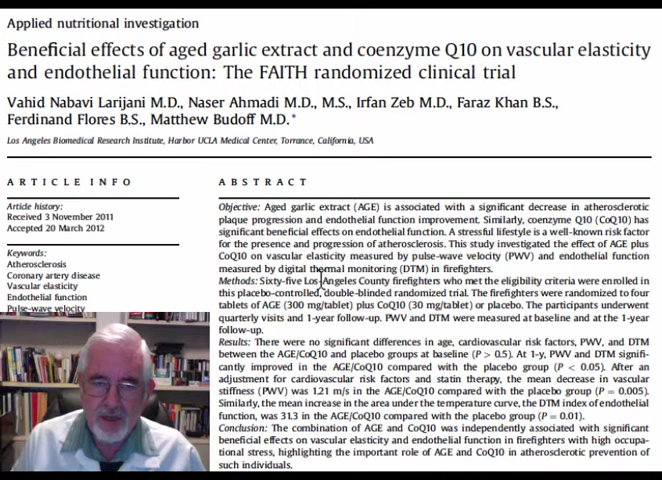 Applied nutritional investigation
Beneficial effects of aged garlic extract and coenzyme Q10 on vascular elasticity
and endothelial function: The FAITH randomized clinical trial
Vahid Nabavi Larijani M.D., Naser Ahmadi M.D., M.S., Irfan Zeb M.D., Faraz Khan B.S.,
Ferdinand Flores B.S., Matthew Budoff M.D.*
Los Angeles Biomedical Research Institute, Harbor UCLA Medical Center, Torrance, California, USA
ARTICLE INFO
Article history:
Received 3 November 2011
Accepted 20 March 2012
Keywords:
Atherosclerosis
Coronary artery disease
Vascular elasticity
Endothelial function
Pulse-wave velocity
ABSTRACT
Objective: Aged garlic extract (AGE) is associated with a significant decrease in atherosclerotic
plaque progression and endothelial function improvement. Similarly, coenzyme Q10 (CoQ10) has
significant beneficial effects on endothelial function. A stressful lifestyle is a well-known risk factor
for the presence and progression of atherosclerosis. This study investigated the effect of AGE plus
CoQ10 on vascular elasticity measured by pulse-wave velocity (PWV) and endothelial function
measured by digital thermal monitoring (DTM) in firefighters.
Methods: Sixty-five Los Angeles County firefighters who met the eligibility criteria were enrolled in
this placebo-controlled, double-blinded randomized trial. The firefighters were randomized to four
tablets of AGE (300 mg/tablet) plus CoQ10 (30 mg/tablet) or placebo. The participants underwent
quarterly visits and 1-year follow-up. PWV and DTM were measured at baseline and at the 1-year
follow-up.
Results: There were no significant differences in age, cardiovascular risk factors, PWV, and DTM
between the AGE/CoQ10 and placebo groups at baseline (P > 0.5). At 1-y, PWV and DTM signifi-
cantly improved in the AGE/CoQ10 compared with the placebo group (P < 0.05). After an
adjustment for cardiovascular risk factors and statin therapy, the mean decrease in vascular
stiffness (PWV) was 1.21 m/s in the AGE/CoQ10 compared with the placebo group (P = 0.005).
Similarly, the mean increase in the area under the temperature curve, the DTM index of endothelial
function, was 31.3 in the AGE/CoQ10 compared with the placebo group (P = 0.01).
Conclusion: The combination of AGE and CoQ10 was independently associated with significant
beneficial effects on vascular elasticity and endothelial function in firefighters with high occupa-
tional stress, highlighting the important role of AGE and CoQ10 in atherosclerotic prevention of
such individuals.